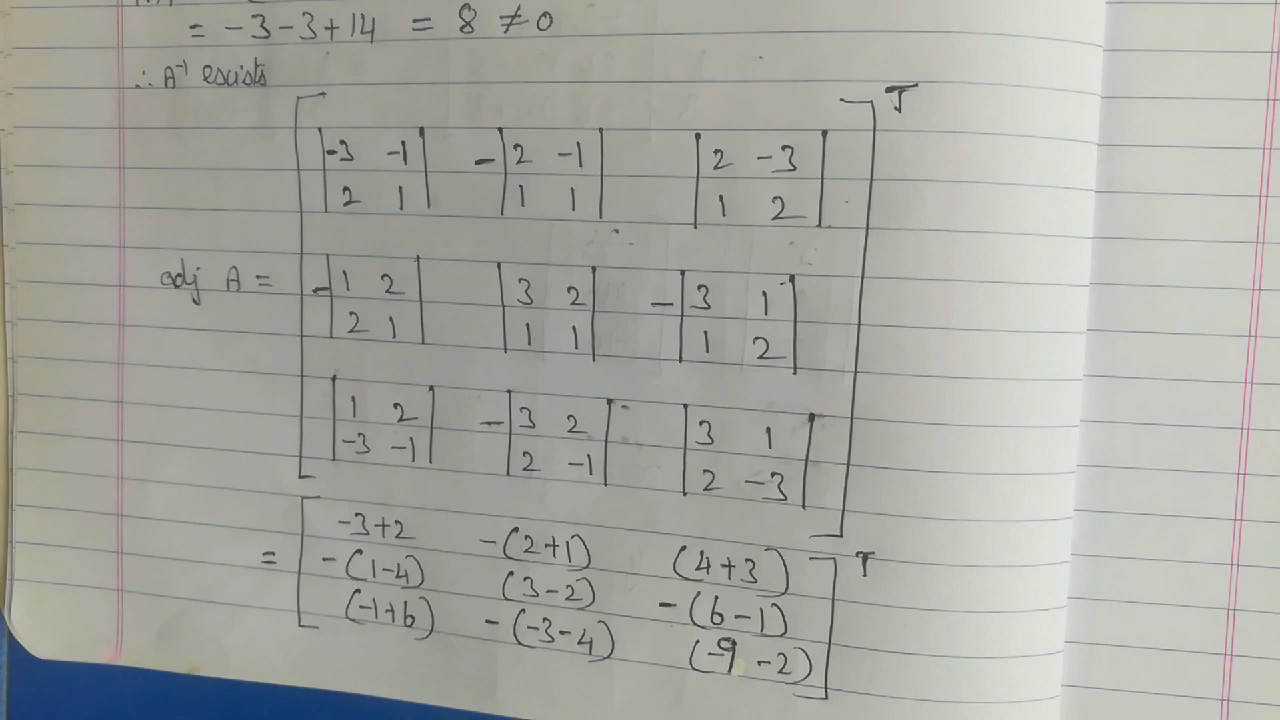 = -3-3+14 = 8 ≠ 0
∴ A⁻¹ exists
adj A = [ |-3 -1| -|2 -1| |2 -3| ]ᵀ
|2 1| |1 1| |1 2|
-|1 2| |3 2| -|3 1|
|2 1| |1 1| |1 2|
|1 2| -|3 2| |3 1|
|-3 -1| |2 -1| |2 -3|
= [ -3+2 -(2+1) (4+3) ]ᵀ
-(1-4) (3-2) -(6-1)
(-1+6) -(-3-4) (-9-2)